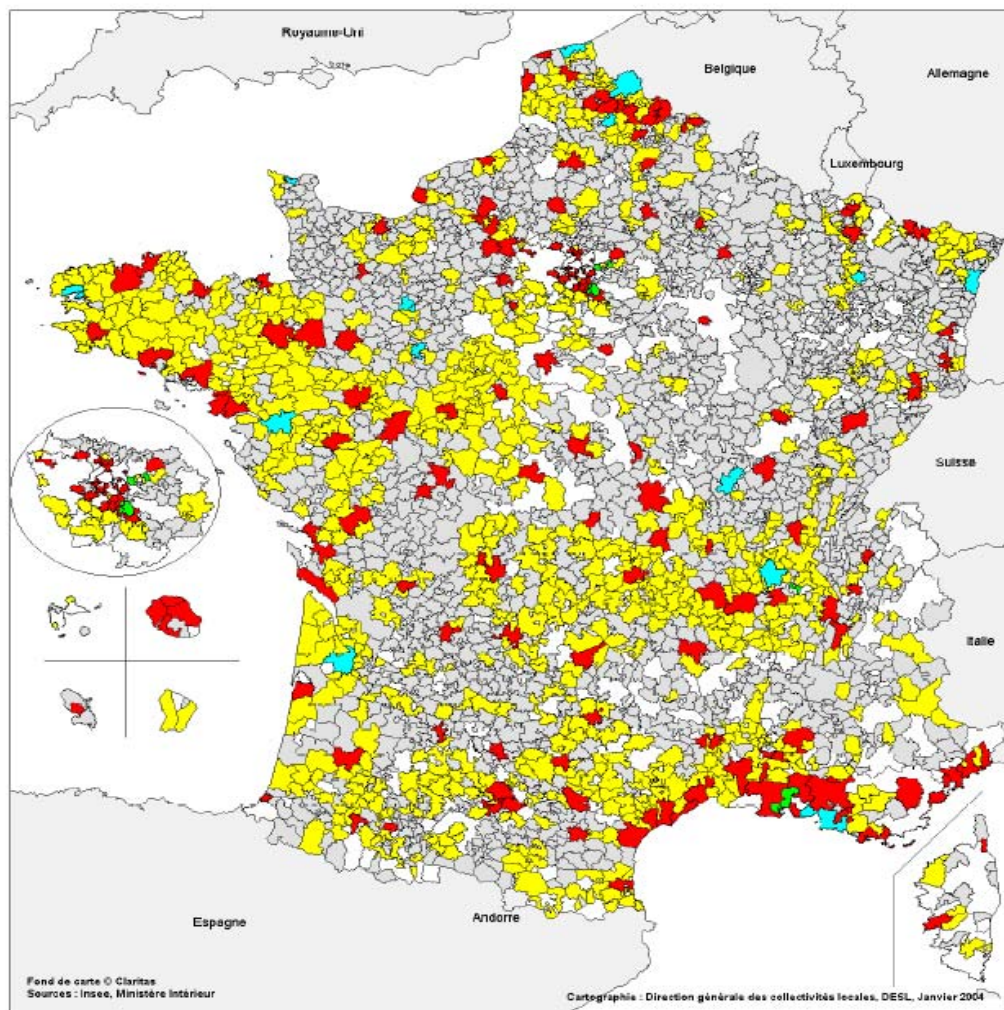 Royaume-Uni
Belgique
Allemagne
Luxembourg
Suisse
Italie
Espagne
Andorre
Fond de carte © Claritas
Sources : Insee, Ministère Intérieur
Cartographie : Direction générale des collectivités locales, DESL, Janvier 2004